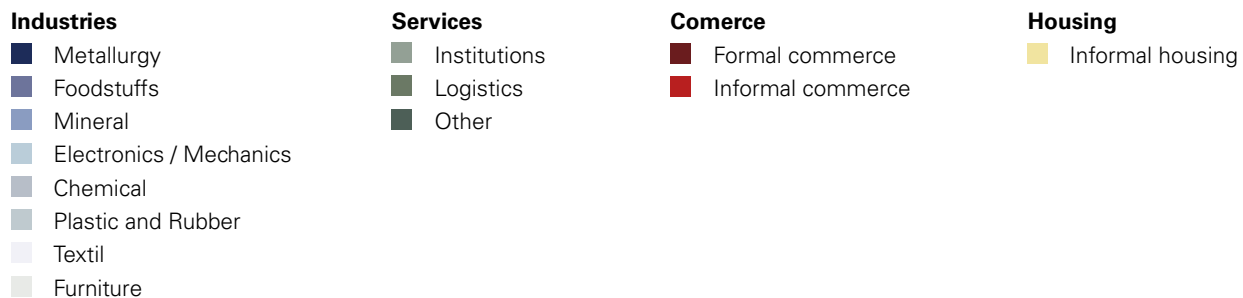 Industries
Metallurgy
Foodstuffs
Mineral
Electronics / Mechanics
Chemical
Plastic and Rubber
Textil
Furniture
Services
Institutions
Logistics
Other
Comerce
Formal commerce
Informal commerce
Housing
Informal housing